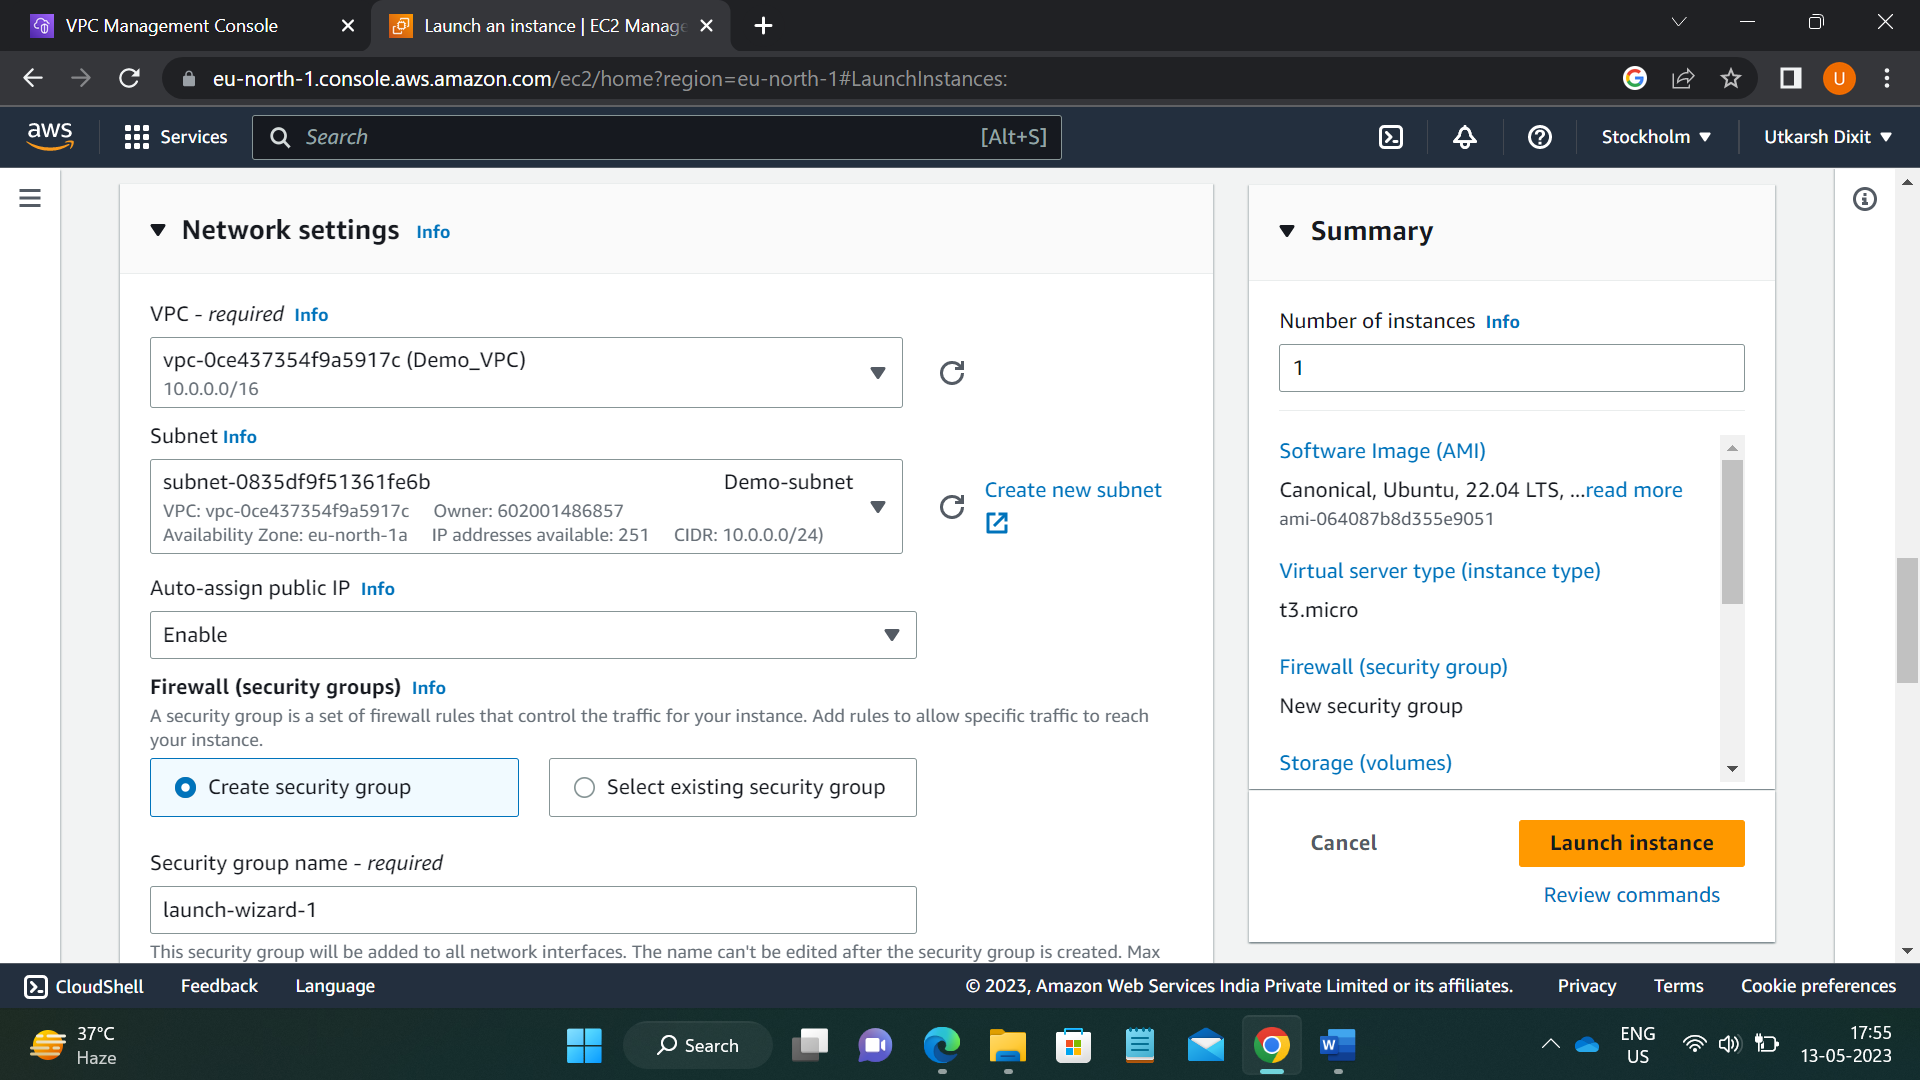 VPC Management Console
Launch an instance | EC2 Manage
eu-north-1.console.aws.amazon.com/ec2/home?region=eu-north-1#LaunchInstances:
U
aws
Services
Search
[Alt+S]
Stockholm
Utkarsh Dixit
Network settings Info
VPC - required Info
vpc-0ce437354f9a5917c (Demo_VPC)
10.0.0.0/16
Subnet Info
subnet-0835df9f51361fe6b Demo-subnet
VPC: vpc-0ce437354f9a5917c Owner: 602001486857
Availability Zone: eu-north-1a IP addresses available: 251 CIDR: 10.0.0.0/24)
Create new subnet
Auto-assign public IP Info
Enable
Firewall (security groups) Info
A security group is a set of firewall rules that control the traffic for your instance. Add rules to allow specific traffic to reach
your instance.
Create security group
Select existing security group
Security group name - required
launch-wizard-1
This security group will be added to all network interfaces. The name can't be edited after the security group is created. Max
Summary
Number of instances Info
1
Software Image (AMI)
Canonical, Ubuntu, 22.04 LTS, ...read more
ami-064087b8d355e9051
Virtual server type (instance type)
t3.micro
Firewall (security group)
New security group
Storage (volumes)
Cancel
Launch instance
Review commands
CloudShell
Feedback
Language
© 2023, Amazon Web Services India Private Limited or its affiliates.
Privacy
Terms
Cookie preferences
37°C
Haze
Search
W
ENG
US
17:55
13-05-2023